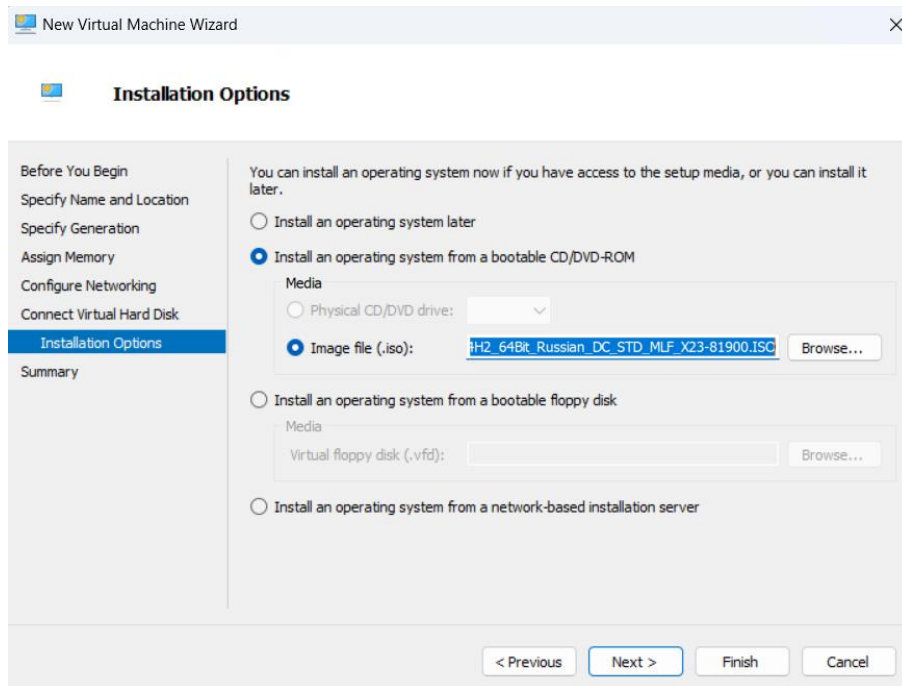 New Virtual Machine Wizard
Installation Options
Before You Begin
Specify Name and Location
Specify Generation
Assign Memory
Configure Networking
Connect Virtual Hard Disk
Installation Options
Summary
You can install an operating system now if you have access to the setup media, or you can install it
later.
Install an operating system later
Install an operating system from a bootable CD/DVD-ROM
Media
Physical CD/DVD drive:
Image file (.iso): H2_64Bit_Russian_DC_STD_MLF_X23-81900.ISO Browse...
Install an operating system from a bootable floppy disk
Media
Virtual floppy disk (.vfd): Browse...
Install an operating system from a network-based installation server
< Previous Next > Finish Cancel